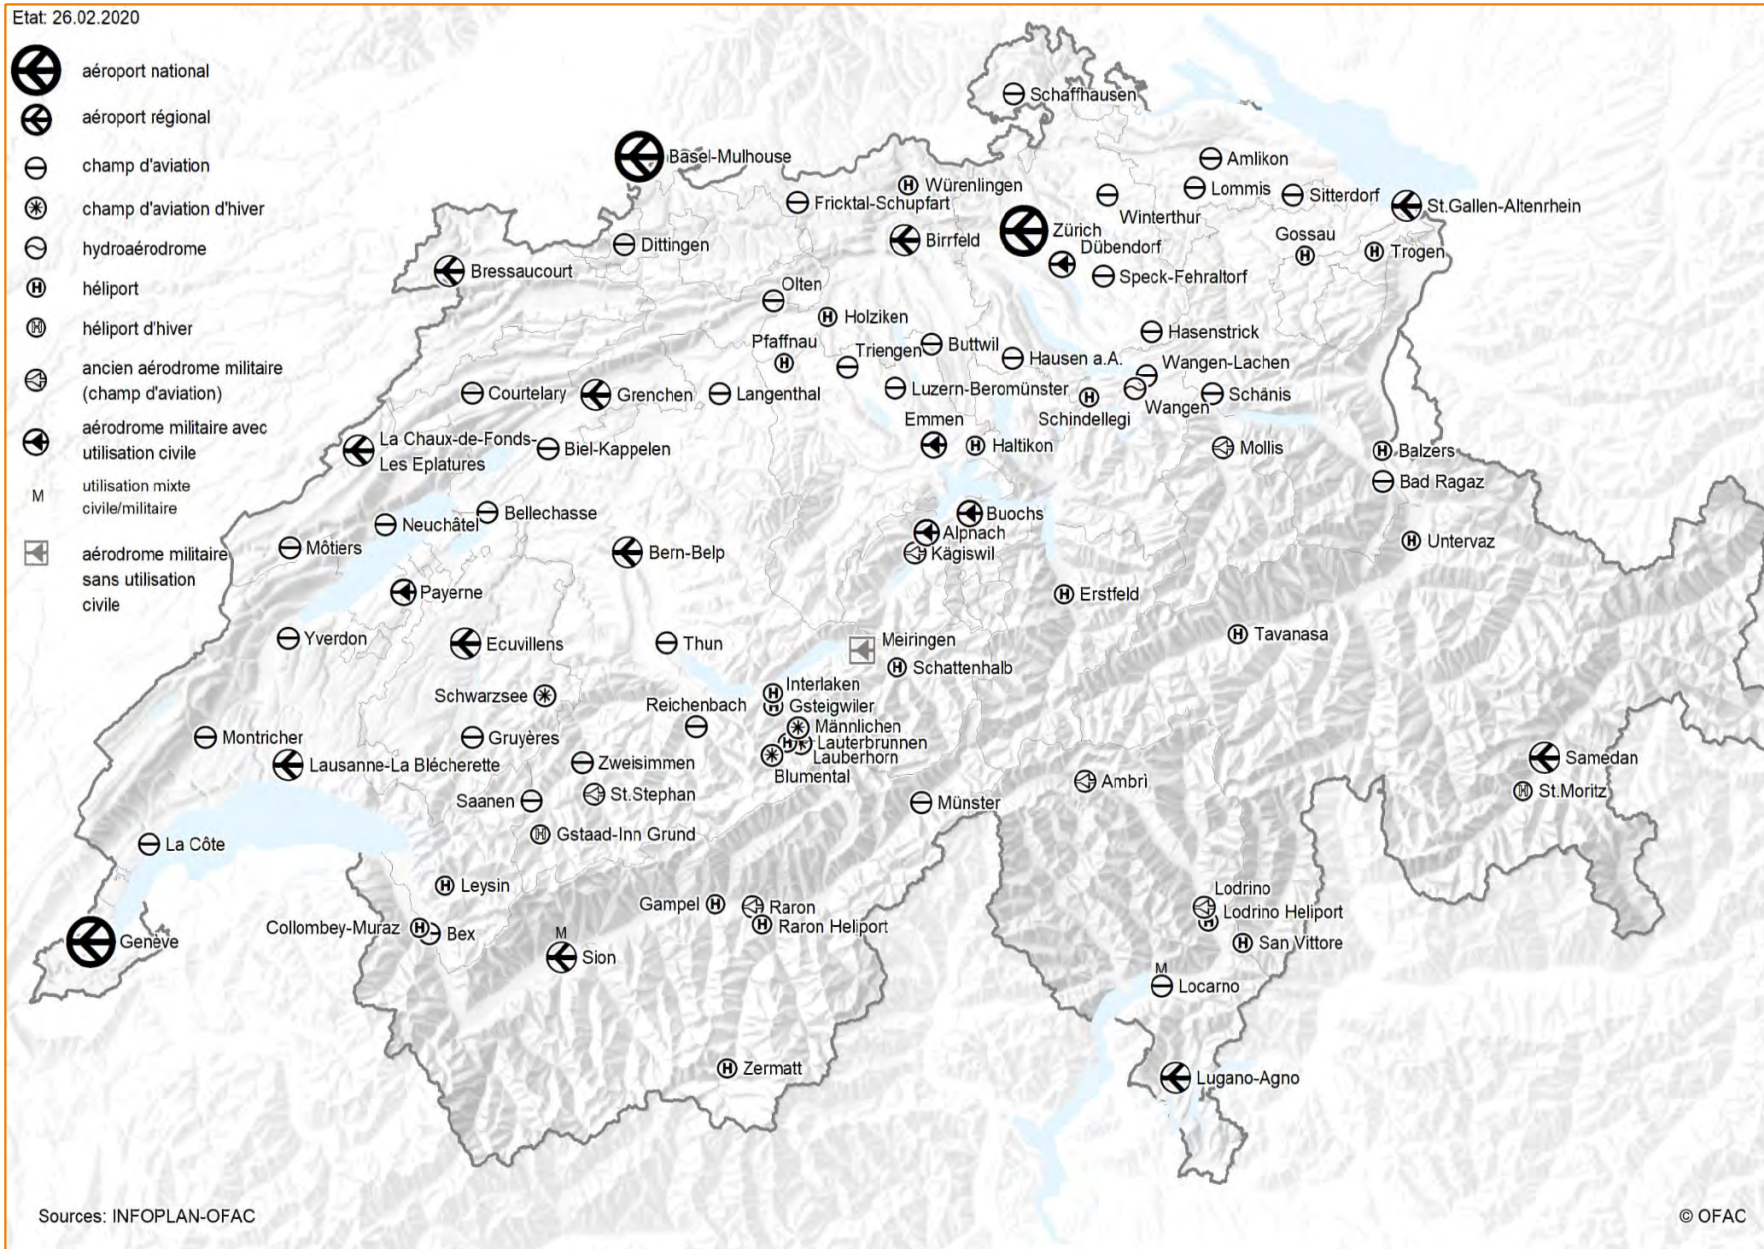 Etat: 26.02.2020
aéroport national
aéroport régional
champ d'aviation
champ d'aviation d'hiver
hydroaérodrome
H
héliport
H
héliport d'hiver
ancien aérodrome militaire
(champ d'aviation)
aérodrome militaire avec
utilisation civile
M
utilisation mixte
civile/militaire
aérodrome militaire
sans utilisation
civile
Schaffhausen
Basel-Mulhouse
Amlikon
H Würenlingen
Lommis
Sitterdorf
Fricktal-Schupfart
Winterthur
St.Gallen-Altenrhein
Zürich
Gossau
H
Dittingen
Birrfeld
Dübendorf
H Trogen
Bressaucourt
Speck-Fehraltorf
Olten
H Holziken
Hasenstrick
Pfaffnau
H
Triengen
Buttwil
Hausen a.A.
Wangen-Lachen
Courtelary
Grenchen
Langenthal
Luzern-Beromünster
H
Schindellegi
Wangen
Schänis
Emmen
La Chaux-de-Fonds-
Les Eplatures
Biel-Kappelen
H Haltikon
Mollis
H Balzers
Bad Ragaz
Bellechasse
Buochs
Neuchâtel
Alpnach
Môtiers
Bern-Belp
Kägiswil
H Untervaz
Payerne
H Erstfeld
Yverdon
Ecuvillens
Thun
Meiringen
H Tavanasa
H Schattenhalb
Schwarzsee
H Interlaken
Reichenbach
H Gsteigwiler
Männlichen
Montricher
Gruyères
H Lauterbrunnen
Lauberhorn
Lausanne-La Blécherette
Zweisimmen
Blumental
Samedan
Saanen
St.Stephan
Münster
Ambrì
H St.Moritz
La Côte
H Gstaad-Inn Grund
H Leysin
Lodrino
Gampel H
Raron
H Lodrino Heliport
Collombey-Muraz H
Bex
H Raron Heliport
M
Genève
Sion
H San Vittore
M
Locarno
H Zermatt
Lugano-Agno
Sources: INFOPLAN-OFAC
© OFAC